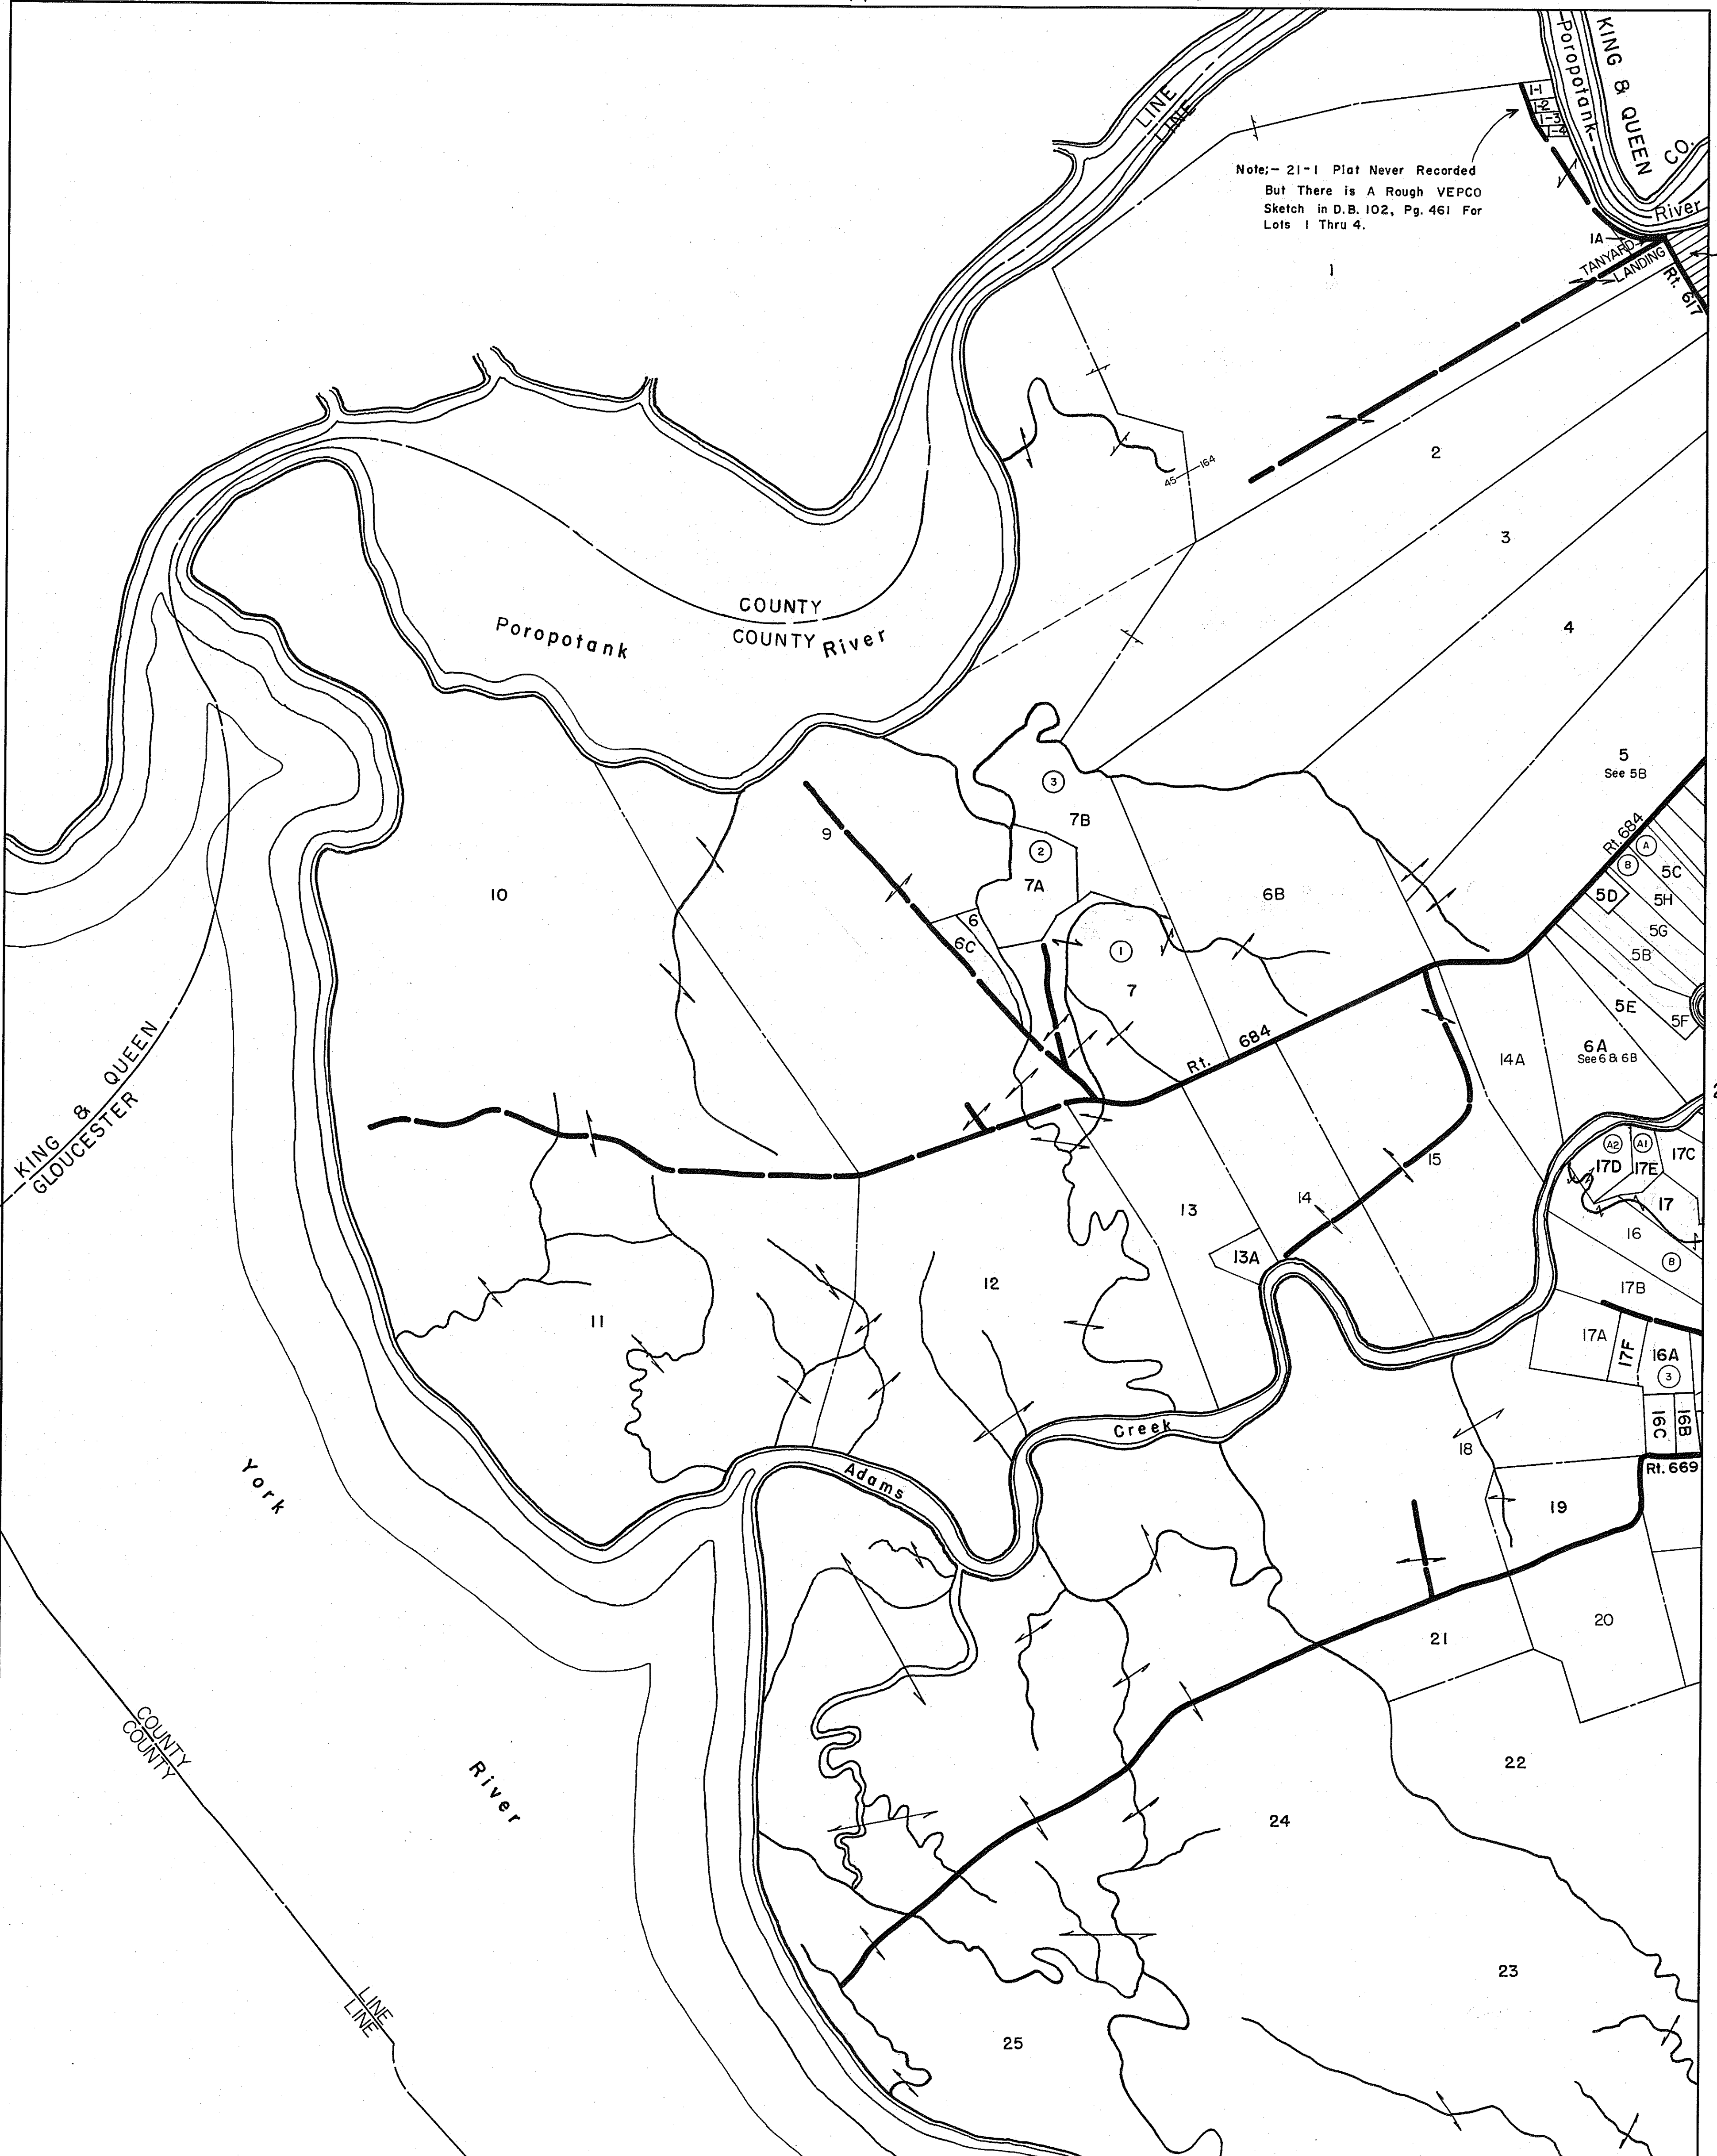 LINE
LINE
Poropotank
KING & QUEEN CO.
River
1-1
1-2
1-3
1-4
Note;- 21-1 Plat Never Recorded
But There is A Rough VEPCO
Sketch in D.B. 102, Pg. 461 For
Lots 1 Thru 4.
1A
TANYARD
LANDING
Rt. 617
1
2
45
164
3
COUNTY
COUNTY
Poropotank River
4
5
See 5B
Rt. 684
3
7B
9
2
7A
10
6B
A
B
5C
5D
5H
5G
5B
5E
5F
6
6C
1
7
Rt. 684
14A
6A
See 6 & 6B
2
KING & QUEEN
GLOUCESTER
15
A2
A1
17D
17E
17C
17
16
B
17B
13
14
13A
12
11
17A
17F
16A
3
16C
16B
Rt. 669
Creek
18
Adams
19
York
20
21
COUNTY
COUNTY
River
22
24
23
LINE
LINE
25